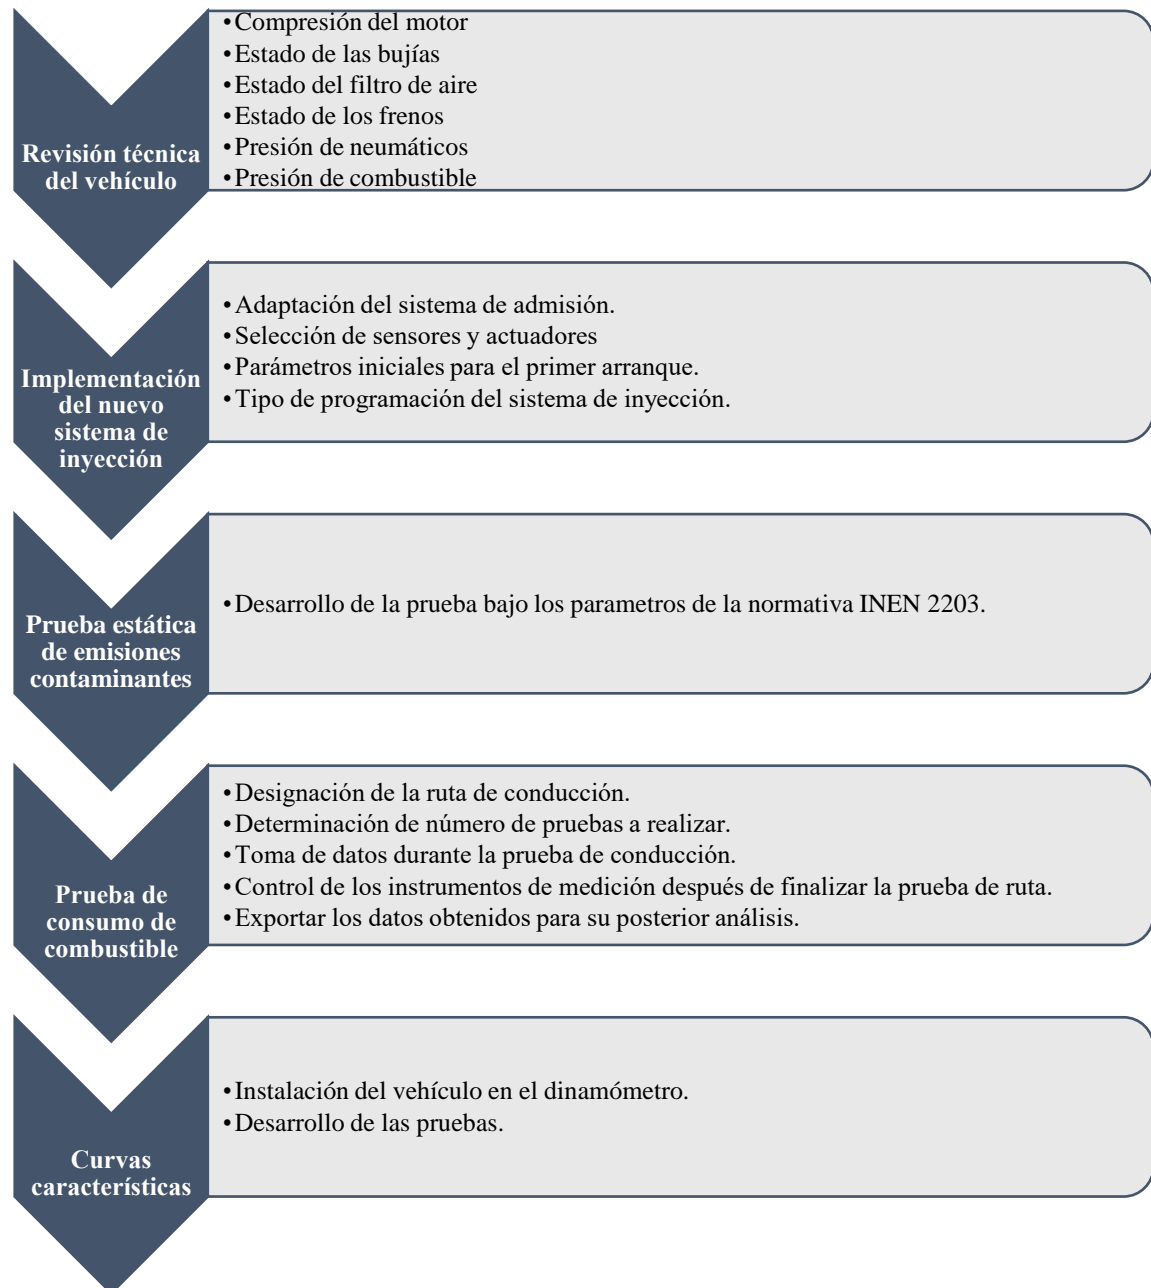 Revisión técnica
del vehículo
•Compresión del motor
•Estado de las bujías
•Estado del filtro de aire
•Estado de los frenos
•Presión de neumáticos
•Presión de combustible
Implementación
del nuevo
sistema de
inyección
•Adaptación del sistema de admisión.
•Selección de sensores y actuadores
•Parámetros iniciales para el primer arranque.
•Tipo de programación del sistema de inyección.
Prueba estática
de emisiones
contaminantes
•Desarrollo de la prueba bajo los parametros de la normativa INEN 2203.
Prueba de
consumo de
combustible
•Designación de la ruta de conducción.
•Determinación de número de pruebas a realizar.
•Toma de datos durante la prueba de conducción.
•Control de los instrumentos de medición después de finalizar la prueba de ruta.
•Exportar los datos obtenidos para su posterior análisis.
Curvas
características
•Instalación del vehículo en el dinamómetro.
•Desarrollo de las pruebas.